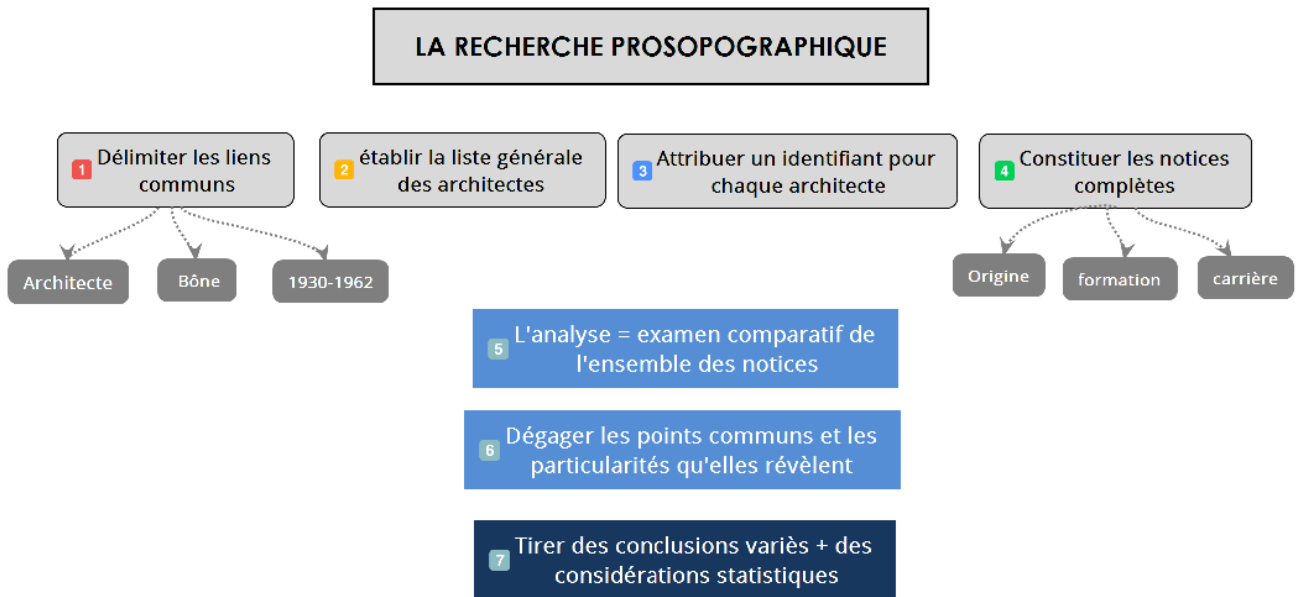 LA RECHERCHE PROSOPOGRAPHIQUE
1 Délimiter les liens
communs
2 établir la liste générale
des architectes
3 Attribuer un identifiant pour
chaque architecte
4 Constituer les notices
complètes
Architecte
Bône
1930-1962
Origine
formation
carrière
5 L'analyse = examen comparatif de
l'ensemble des notices
6 Dégager les points communs et les
particularités qu'elles révèlent
7 Tirer des conclusions variès + des
considérations statistiques